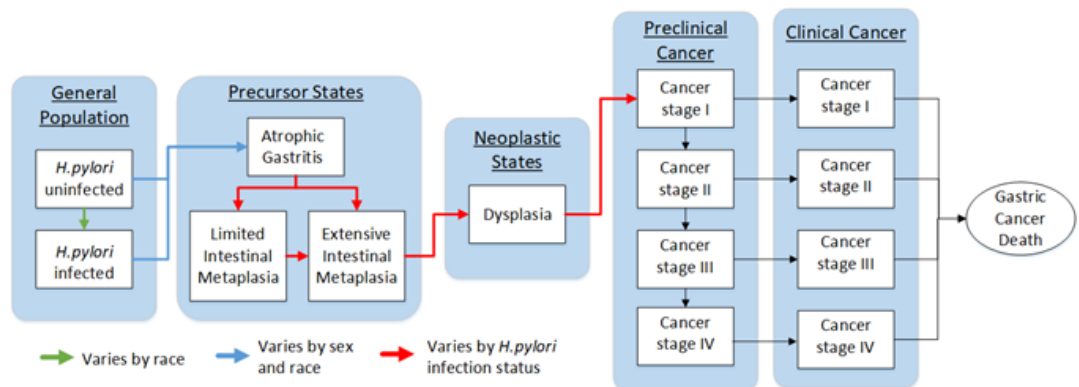 General
Population
H.pylori
uninfected
H.pylori
infected
Precursor States
Atrophic
Gastritis
Limited
Intestinal
Metaplasia
Extensive
Intestinal
Metaplasia
Neoplastic
States
Dysplasia
Preclinical
Cancer
Cancer
stage I
Cancer
stage II
Cancer
stage III
Cancer
stage IV
Clinical Cancer
Cancer
stage I
Cancer
stage II
Cancer
stage III
Cancer
stage IV
Gastric
Cancer
Death
Varies by race
Varies by sex
and race
Varies by H.pylori
infection status